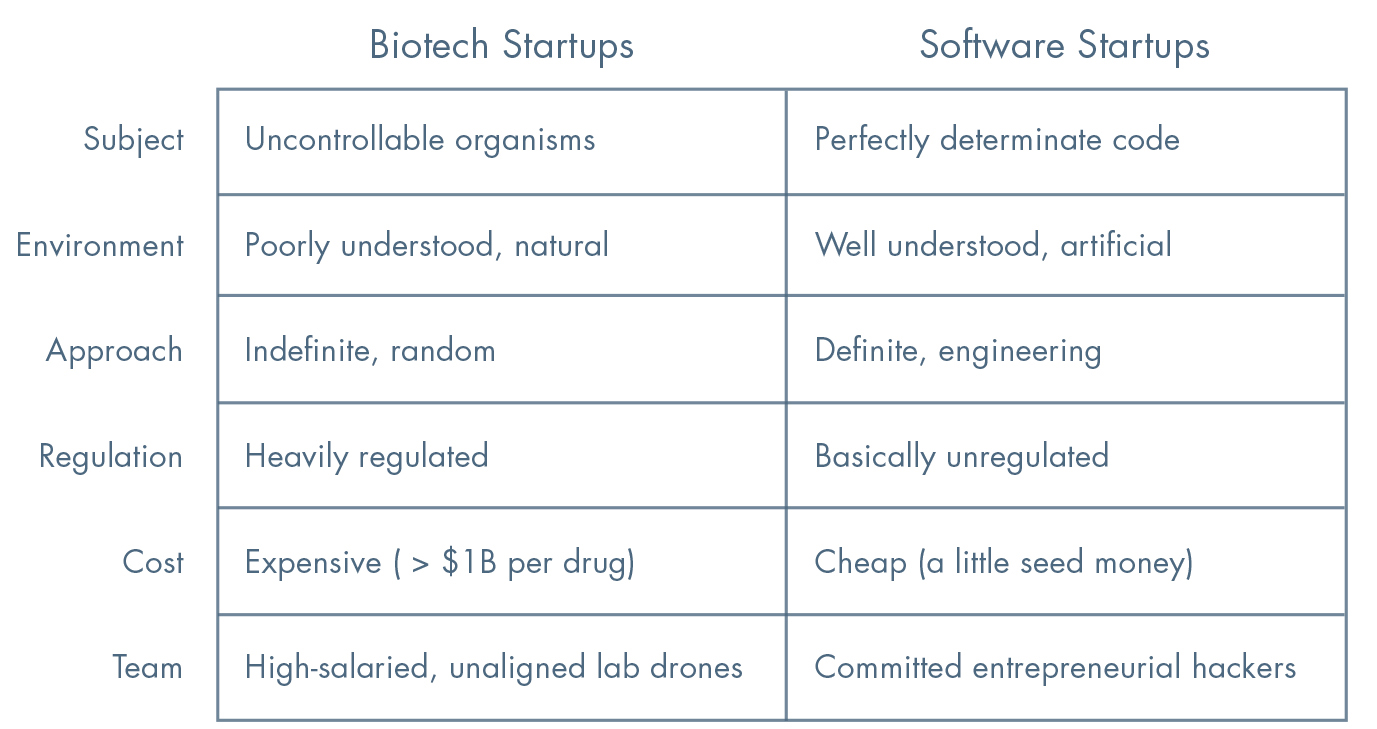 Biotech Startups Software Startups
Subject Uncontrollable organisms Perfectly determinate code
Environment Poorly understood, natural Well understood, artificial
Approach Indefinite, random Definite, engineering
Regulation Heavily regulated Basically unregulated
Cost Expensive ( > $1B per drug) Cheap (a little seed money)
Team High-salaried, unaligned lab drones Committed entrepreneurial hackers